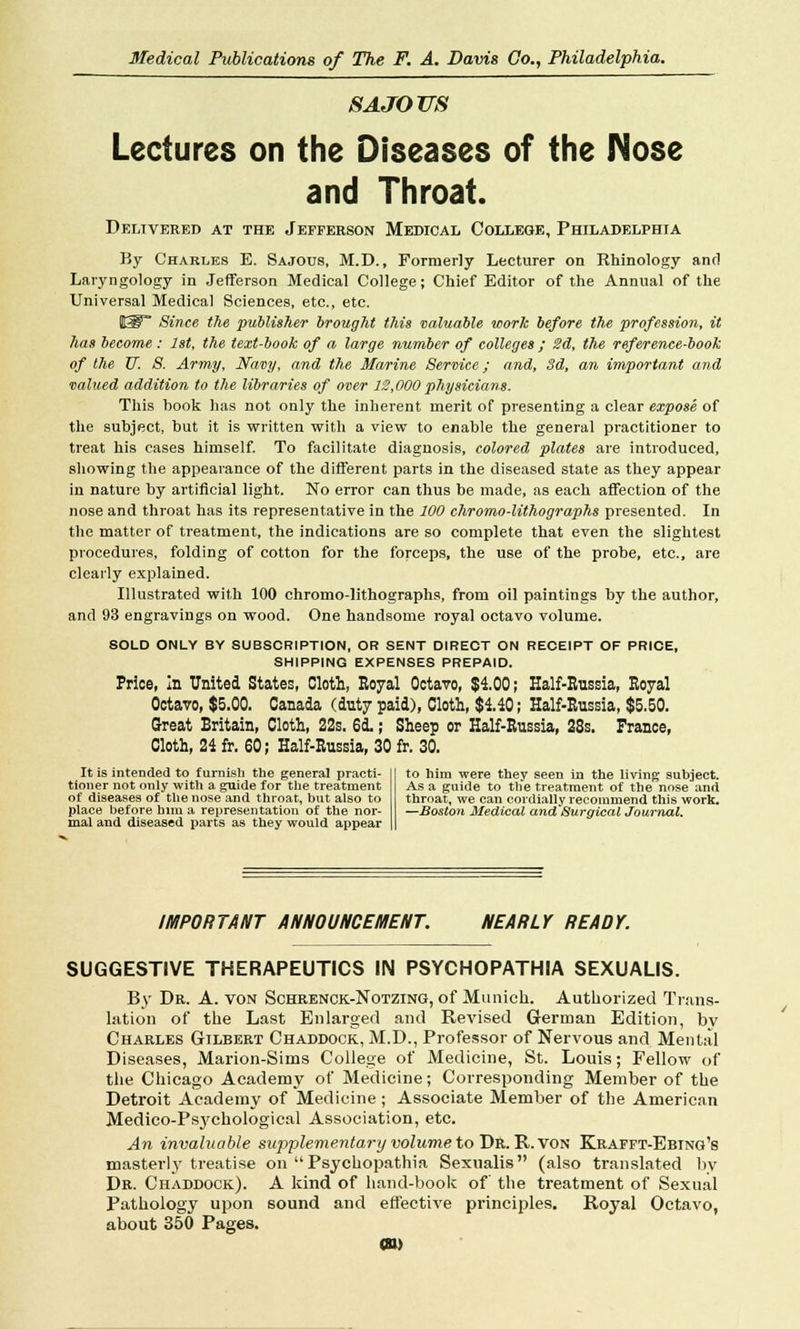 Medical Publications of The F. A. Davis Co., Philadelphia.
SAJOUS
Lectures on the Diseases of the Nose
and Throat.
Delivered at the Jefferson Medical College, Philadelphia
By Charles E. Sajous, M.D., Formerly Lecturer on Rhinology and
Laryngology in Jefferson Medical College; Chief Editor of the Annual of the
Universal Medical Sciences, etc., etc.
☞ Since the publisher brought this valuable work before the profession, it
has become: 1st, the text-book of a large number of colleges; 2d, the reference-book
of the U. S. Army, Navy, and the Marine Service; and, 3d, an important and
valued addition to the libraries of over 12,000 physicians.
This book has not only the inherent merit of presenting a clear exposé of
the subject, but it is written with a view to enable the general practitioner to
treat his cases himself. To facilitate diagnosis, colored plates are introduced,
showing the appearance of the different parts in the diseased state as they appear
in nature by artificial light. No error can thus be made, as each affection of the
nose and throat has its representative in the 100 chromo-lithographs presented. In
the matter of treatment, the indications are so complete that even the slightest
procedures, folding of cotton for the forceps, the use of the probe, etc., are
clearly explained.
Illustrated with 100 chromo-lithographs, from oil paintings by the author,
and 93 engravings on wood. One handsome royal octavo volume.
SOLD ONLY BY SUBSCRIPTION, OR SENT DIRECT ON RECEIPT OF PRICE,
SHIPPING EXPENSES PREPAID.
Price, in United States, Cloth, Royal Octavo, $4.00; Half-Russia, Royal
Octavo, $5.00. Canada (duty paid), Cloth, $4.40; Half-Russia, $5.50.
Great Britain, Cloth, 22s. 6d.; Sheep or Half-Russia, 28s. France,
Cloth, 24 fr. 60; Half-Russia, 30 fr. 30.
It is intended to furnish the general practi-
tioner not only with a guide for the treatment
of diseases of the nose and throat, but also to
place before him a representation of the nor-
mal and diseased parts as they would appear
to him were they seen in the living subject.
As a guide to the treatment of the nose and
throat, we can cordially recommend this work.
—Boston Medical and Surgical Journal.
IMPORTANT ANNOUNCEMENT. NEARLY READY.
SUGGESTIVE THERAPEUTICS IN PSYCHOPATHIA SEXUALIS.
By Dr. A. von Schrenck-Notzing, of Munich. Authorized Trans-
lation of the Last Enlarged and Revised German Edition, by
Charles Gilbert Chaddock, M.D., Professor of Nervous and Mental
Diseases, Marion-Sims College of Medicine, St. Louis; Fellow of
the Chicago Academy of Medicine; Corresponding Member of the
Detroit Academy of Medicine; Associate Member of the American
Medico-Psychological Association, etc.
An invaluable supplementary volume to Dr. R. von Krafft-Ebing's
masterly treatise on "Psychopathia Sexualis" (also translated by
Dr. Chaddock). A kind of hand-book of the treatment of Sexual
Pathology upon sound and effective principles. Royal Octavo,
about 350 Pages.